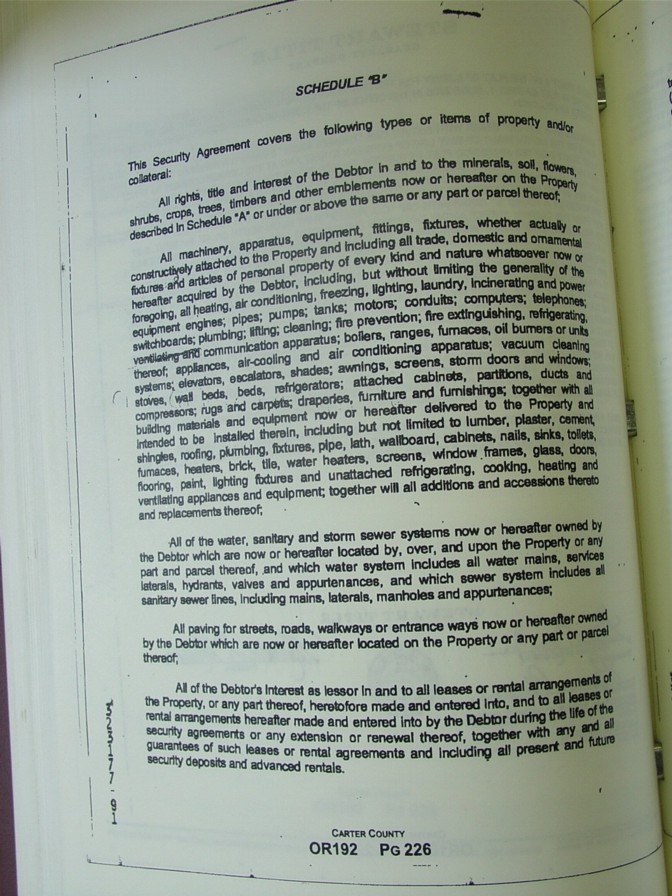 SCHEDULE "B"
This Security Agreement covers the following types or items of property and/or
collateral:
All rights, title and interest of the Debtor in and to the minerals, soil, flowers,
shrubs, crops, trees, timbers and other emblements now or hereafter on the Property
described in Schedule "A" or under or above the same or any part or parcel thereof;
All machinery, apparatus, equipment, fittings, fixtures, whether actually or
constructively attached to the Property and including all trade, domestic and ornamental
fixtures and articles of personal property of every kind and nature whatsoever now or
hereafter acquired by the Debtor, including, but without limiting the generality of the
foregoing, all heating, air conditioning, freezing, lighting, laundry, incinerating and power
equipment engines; pipes; pumps; tanks; motors; conduits; computers; telephones;
switchboards; plumbing; lifting; cleaning; fire prevention; fire extinguishing, refrigerating,
ventilating and communication apparatus; boilers, ranges, furnaces, oil burners or units
thereof; appliances, air-cooling and air conditioning apparatus; vacuum cleaning
systems; elevators, escalators, shades; awnings, screens, storm doors and windows;
stoves, wall beds, beds, refrigerators; attached cabinets, partitions, ducts and
compressors; rugs and carpets; draperies, furniture and furnishings; together with all
building materials and equipment now or hereafter delivered to the Property and
intended to be installed therein, including but not limited to lumber, plaster, cement,
shingles, roofing, plumbing, fixtures, pipe, lath, wallboard, cabinets, nails, sinks, toilets,
furnaces, heaters, brick, tile, water heaters, screens, window frames, glass, doors,
flooring, paint, lighting fixtures and unattached refrigerating, cooking, heating and
ventilating appliances and equipment; together will all additions and accessions thereto
and replacements thereof;
All of the water, sanitary and storm sewer systems now or hereafter owned by
the Debtor which are now or hereafter located by, over, and upon the Property or any
part and parcel thereof, and which water system includes all water mains, services
laterals, hydrants, valves and appurtenances, and which sewer system includes all
sanitary sewer lines, including mains, laterals, manholes and appurtenances;
All paving for streets, roads, walkways or entrance ways now or hereafter owned
by the Debtor which are now or hereafter located on the Property or any part or parcel
thereof;
All of the Debtor's interest as lessor in and to all leases or rental arrangements of
the Property, or any part thereof, heretofore made and entered into, and to all leases or
rental arrangements hereafter made and entered into by the Debtor during the life of the
security agreements or any extension or renewal thereof, together with any and all
guarantees of such leases or rental agreements and including all present and future
security deposits and advanced rentals.
CARTER COUNTY
OR192 PG 226